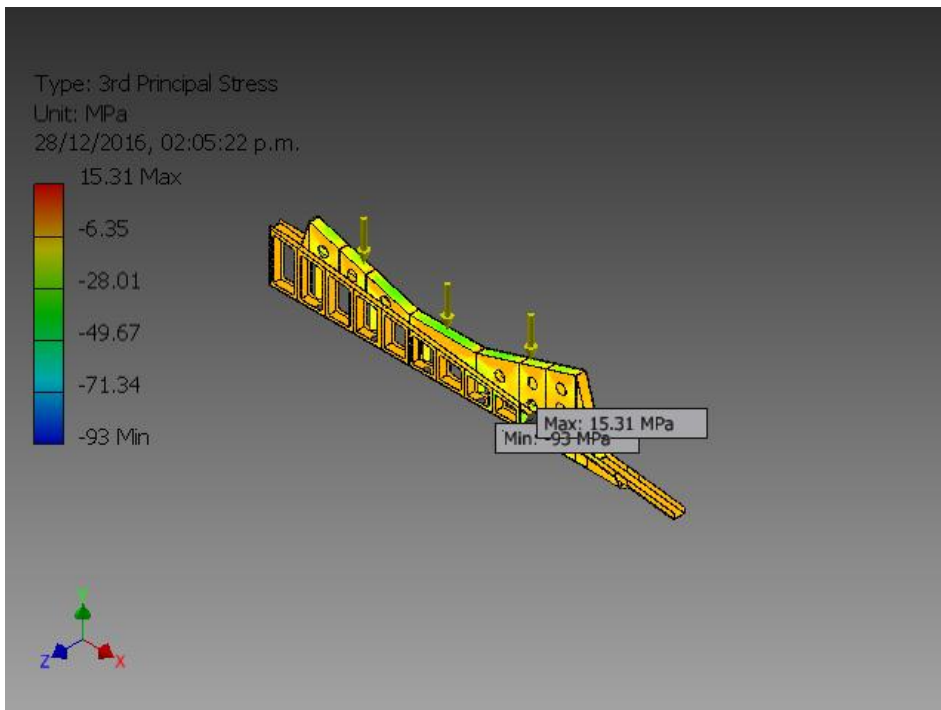 Type: 3rd Principal Stress
Unit: MPa
28/12/2016, 02:05:22 p.m.
15.31 Max
-6.35
-28.01
-49.67
-71.34
-93 Min
Max: 15.31 MPa
Min: -93 MPa
Y
Z
X